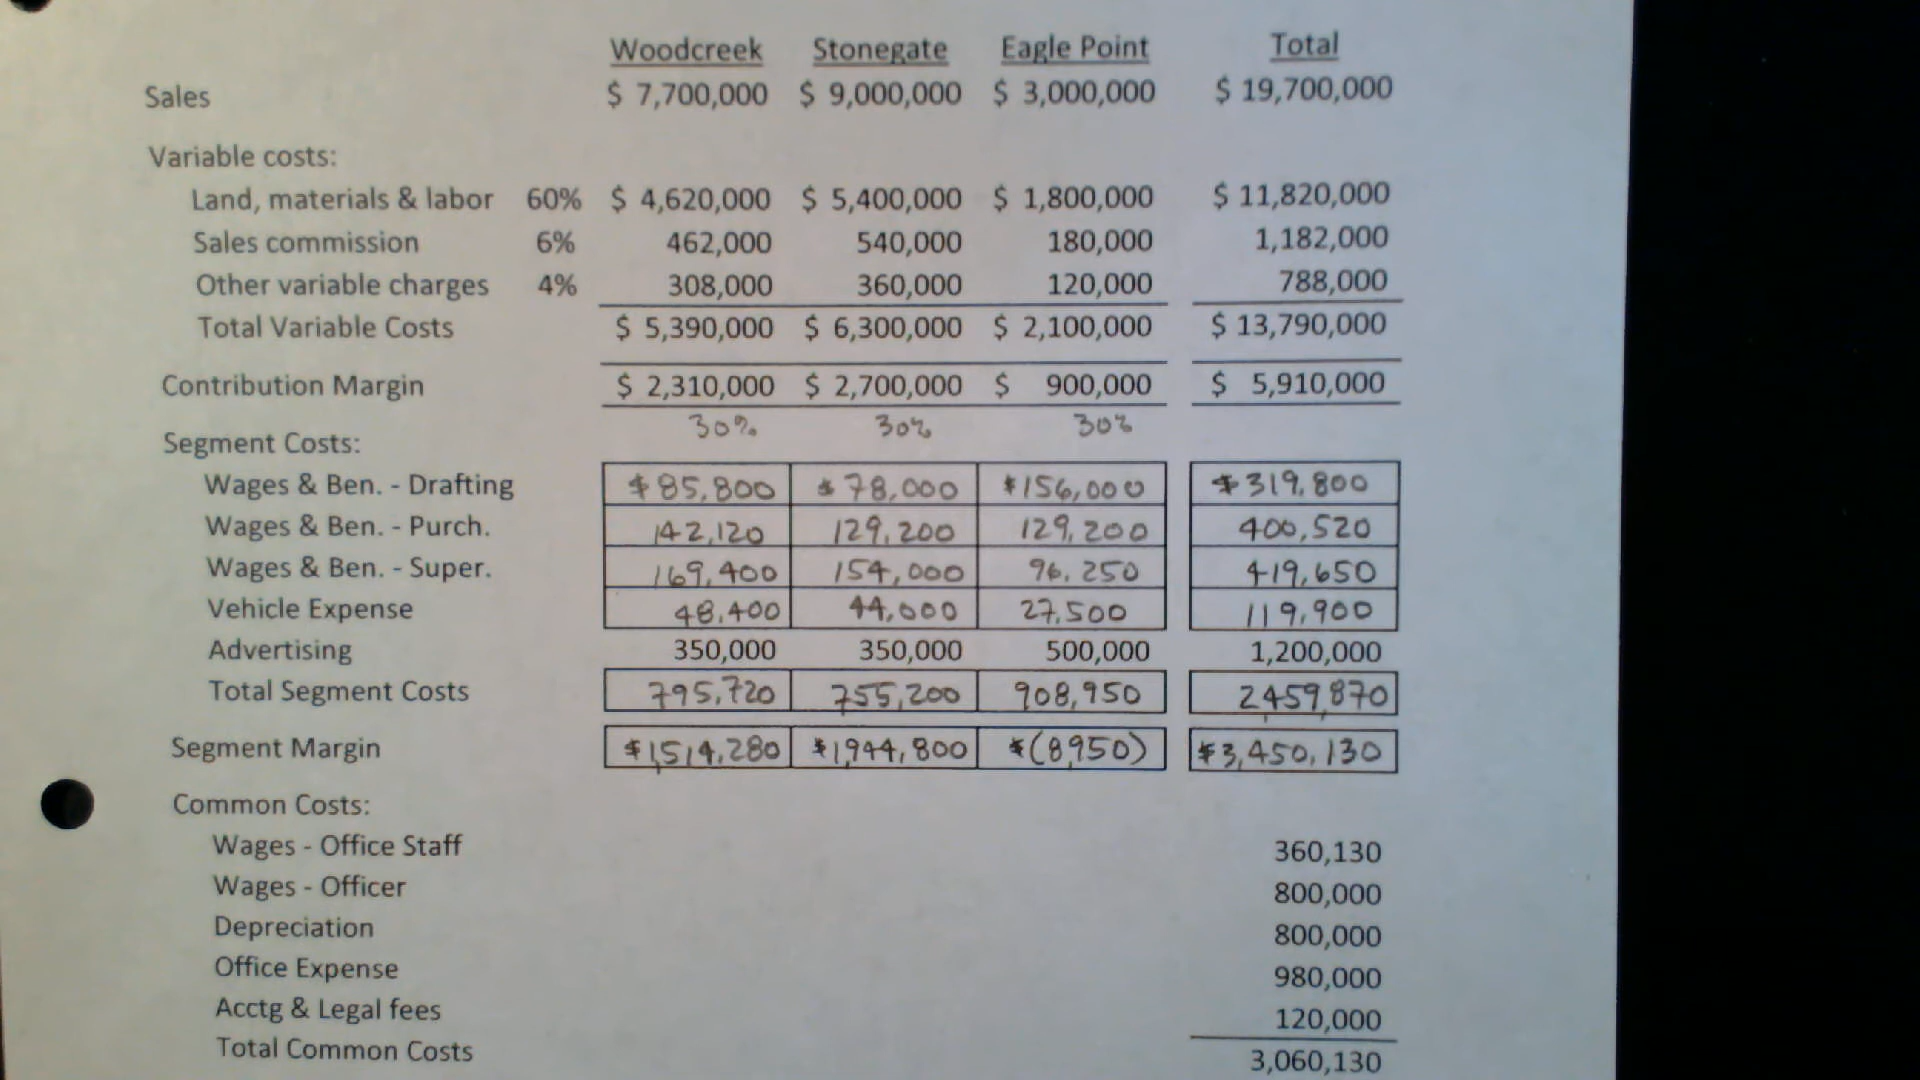 Woodcreek Stonegate Eagle Point Total
Sales $ 7,700,000 $ 9,000,000 $ 3,000,000 $ 19,700,000
Variable costs:
Land, materials & labor 60% $ 4,620,000 $ 5,400,000 $ 1,800,000 $ 11,820,000
Sales commission 6% 462,000 540,000 180,000 1,182,000
Other variable charges 4% 308,000 360,000 120,000 788,000
Total Variable Costs $ 5,390,000 $ 6,300,000 $ 2,100,000 $ 13,790,000
Contribution Margin $ 2,310,000 $ 2,700,000 $ 900,000 $ 5,910,000
30% 30% 30%
Segment Costs:
Wages & Ben. - Drafting $85,800 $78,000 $156,000 $319,800
Wages & Ben. - Purch. 142,120 129,200 129,200 400,520
Wages & Ben. - Super. 169,400 154,000 96,250 419,650
Vehicle Expense 48,400 44,000 27,500 119,900
Advertising 350,000 350,000 500,000 1,200,000
Total Segment Costs 795,720 755,200 908,950 2459,870
Segment Margin $1,514,280 $1,944,800 $(8,950) $3,450,130
Common Costs:
Wages - Office Staff 360,130
Wages - Officer 800,000
Depreciation 800,000
Office Expense 980,000
Acctg & Legal fees 120,000
Total Common Costs 3,060,130